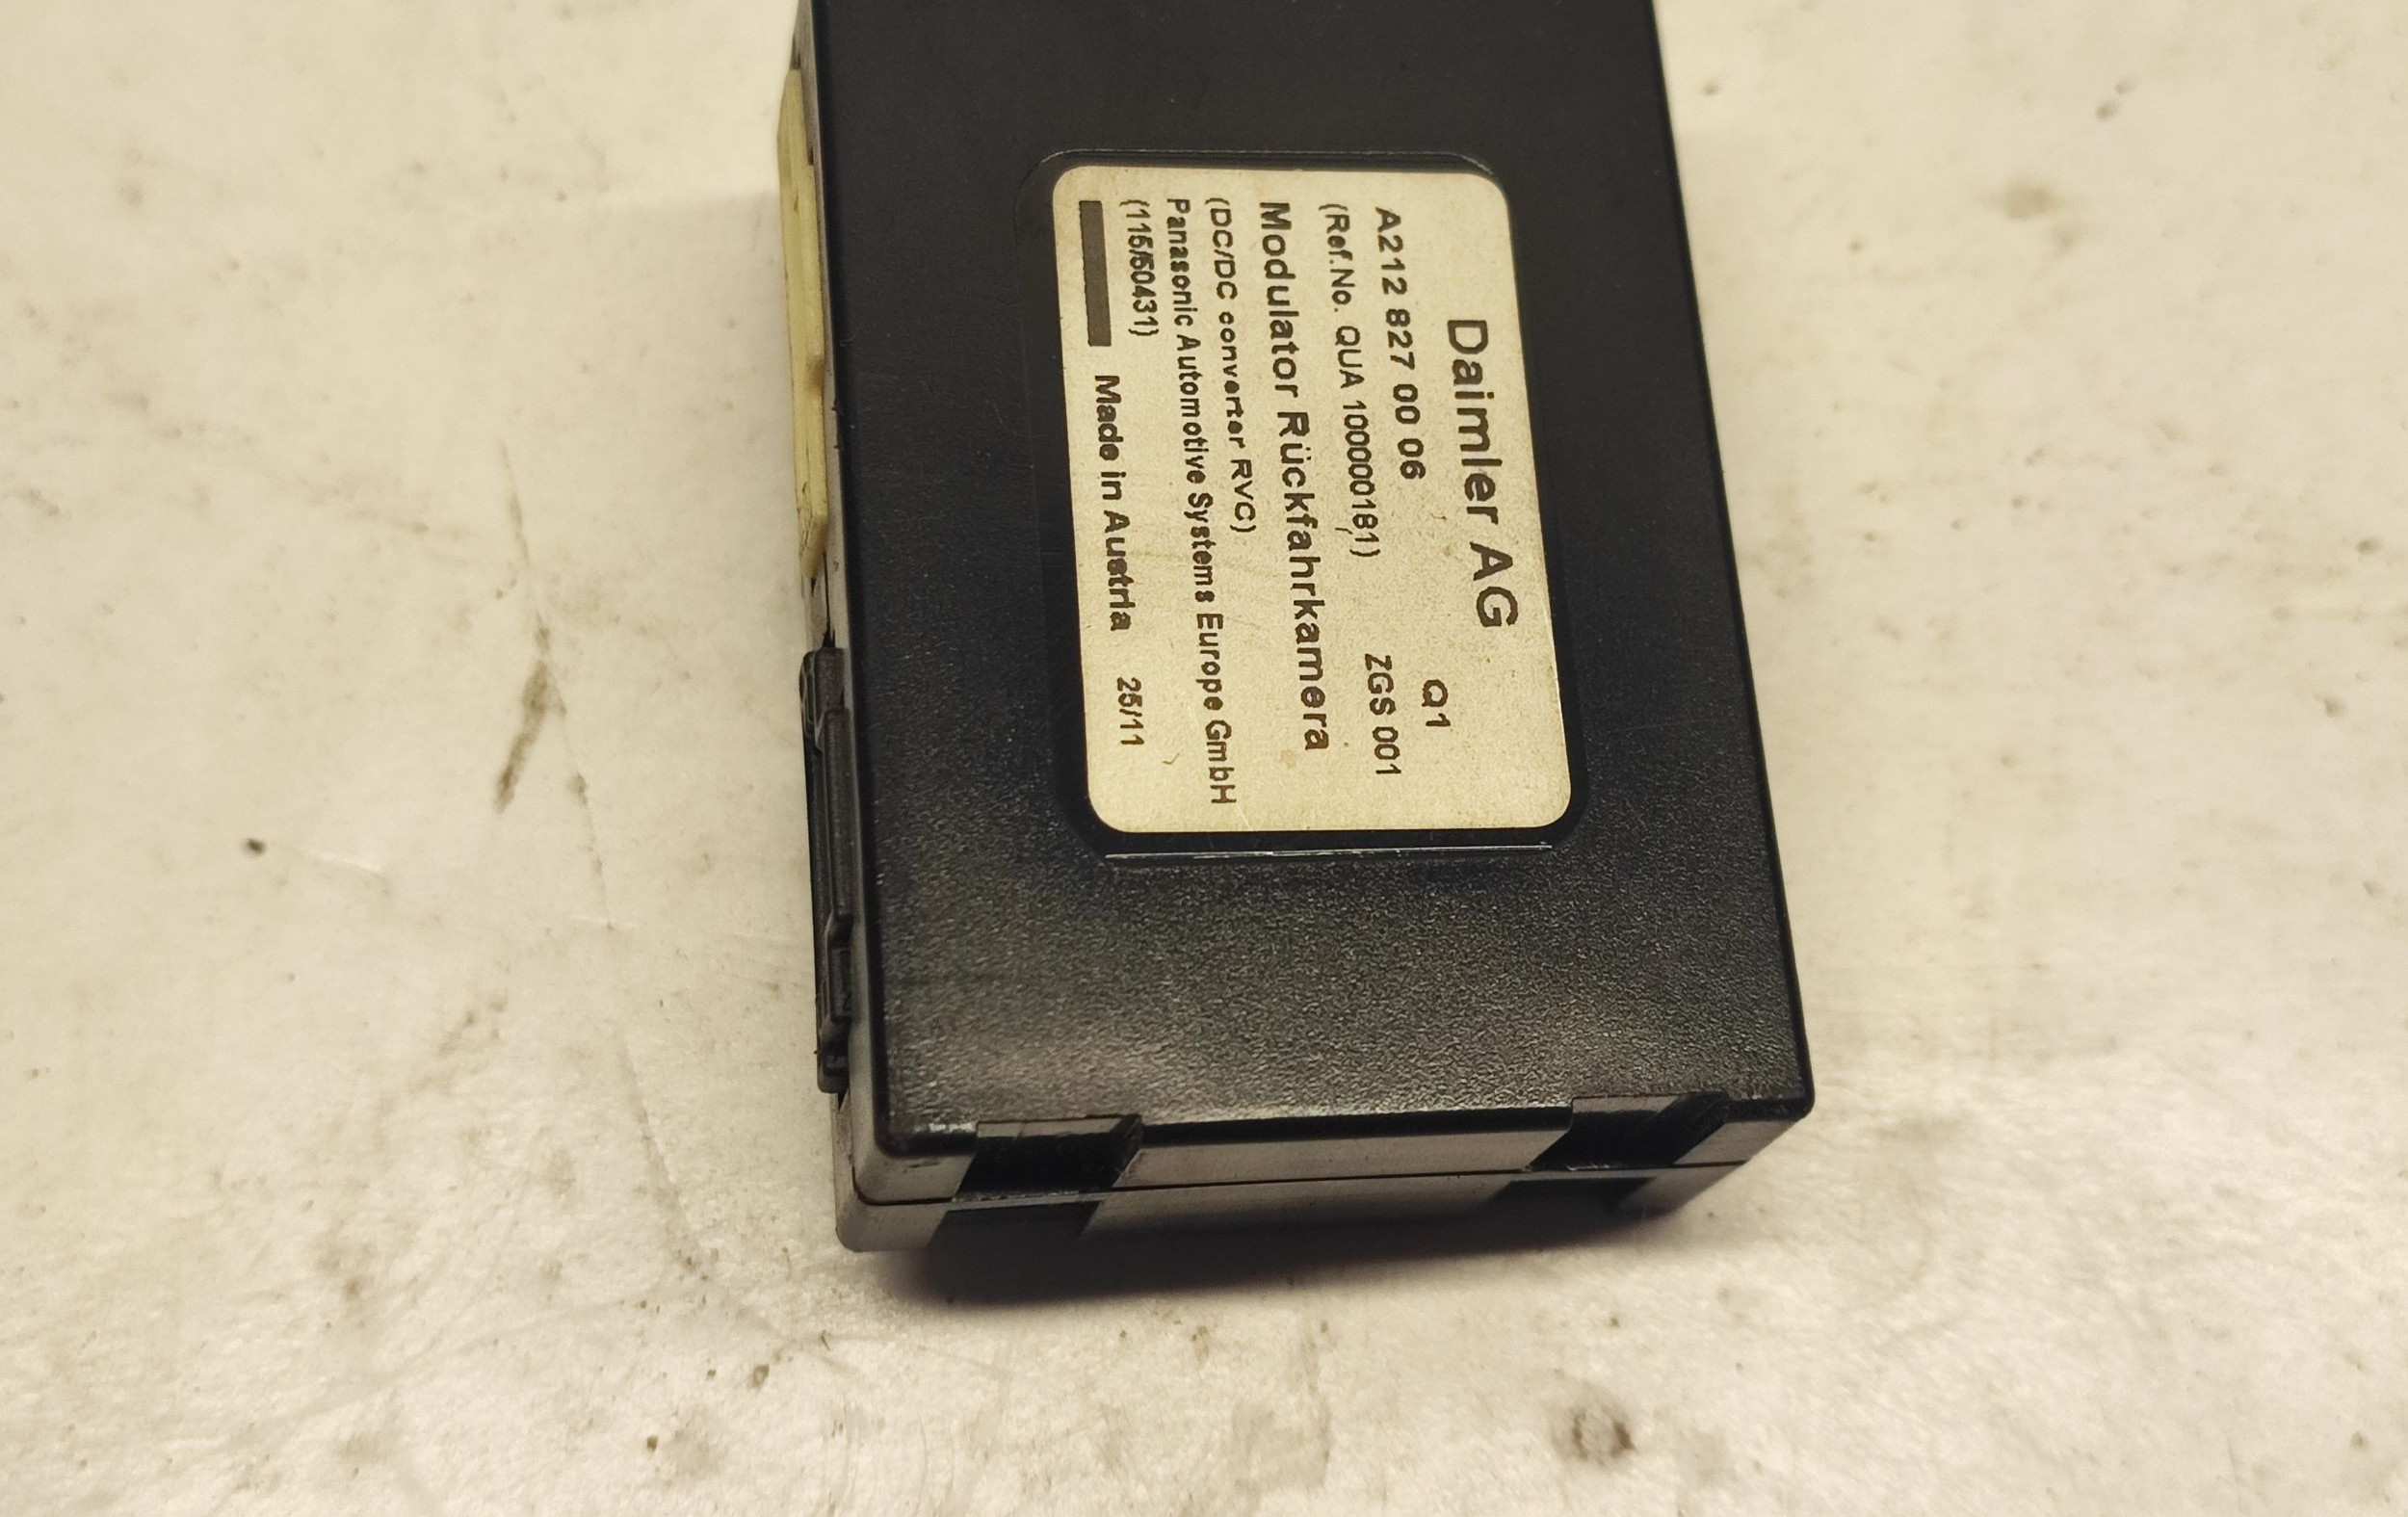 Daimler AG
A212 827 00 06 Q1
(Ref.No. QUA 1000000181) ZGS 001
Modulator Rückfahrkamera
(DC/DC converter RVC)
Panasonic Automotive Systems Europe GmbH
(115/50431)
Made in Austria 25/11